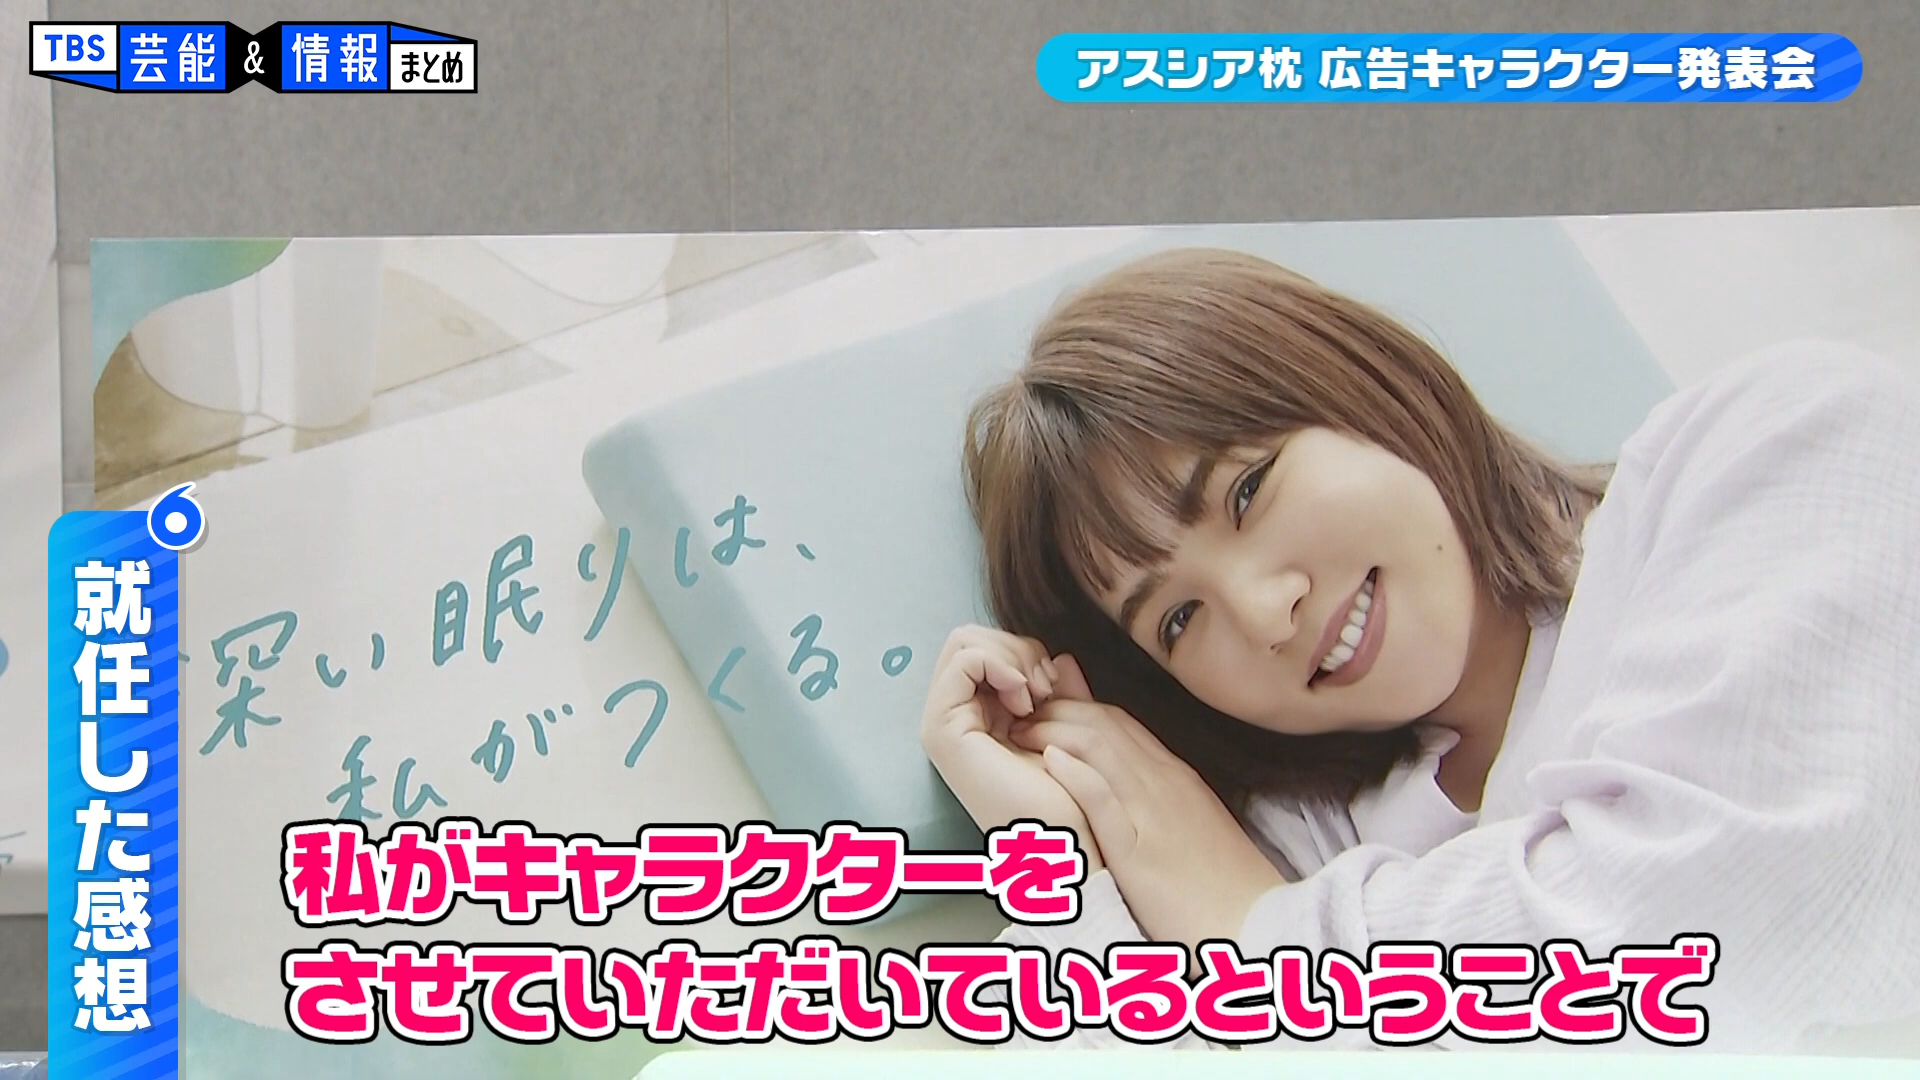 TBS 芸能 & 情報 まとめ
アスシア枕 広告キャラクター発表会
就任した感想
深い眠りは、
私がつくる。
私がキャラクターを
させていただいているということで